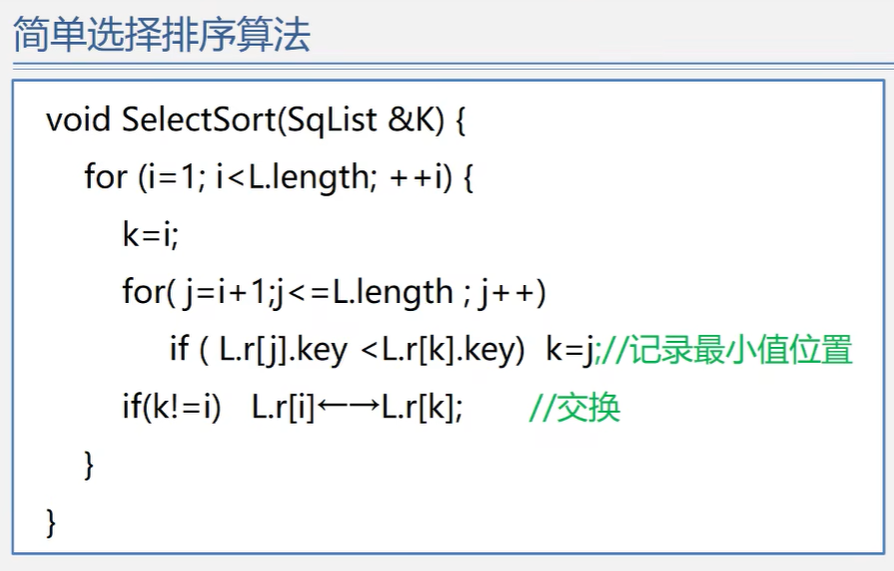 简单选择排序算法
void SelectSort(SqList &K) {
for (i=1; i<L.length; ++i) {
k=i;
for( j=i+1;j<=L.length ; j++)
if ( L.r[j].key <L.r[k].key) k=j;//记录最小值位置
if(k!=i) L.r[i]←→L.r[k]; //交换
}
}